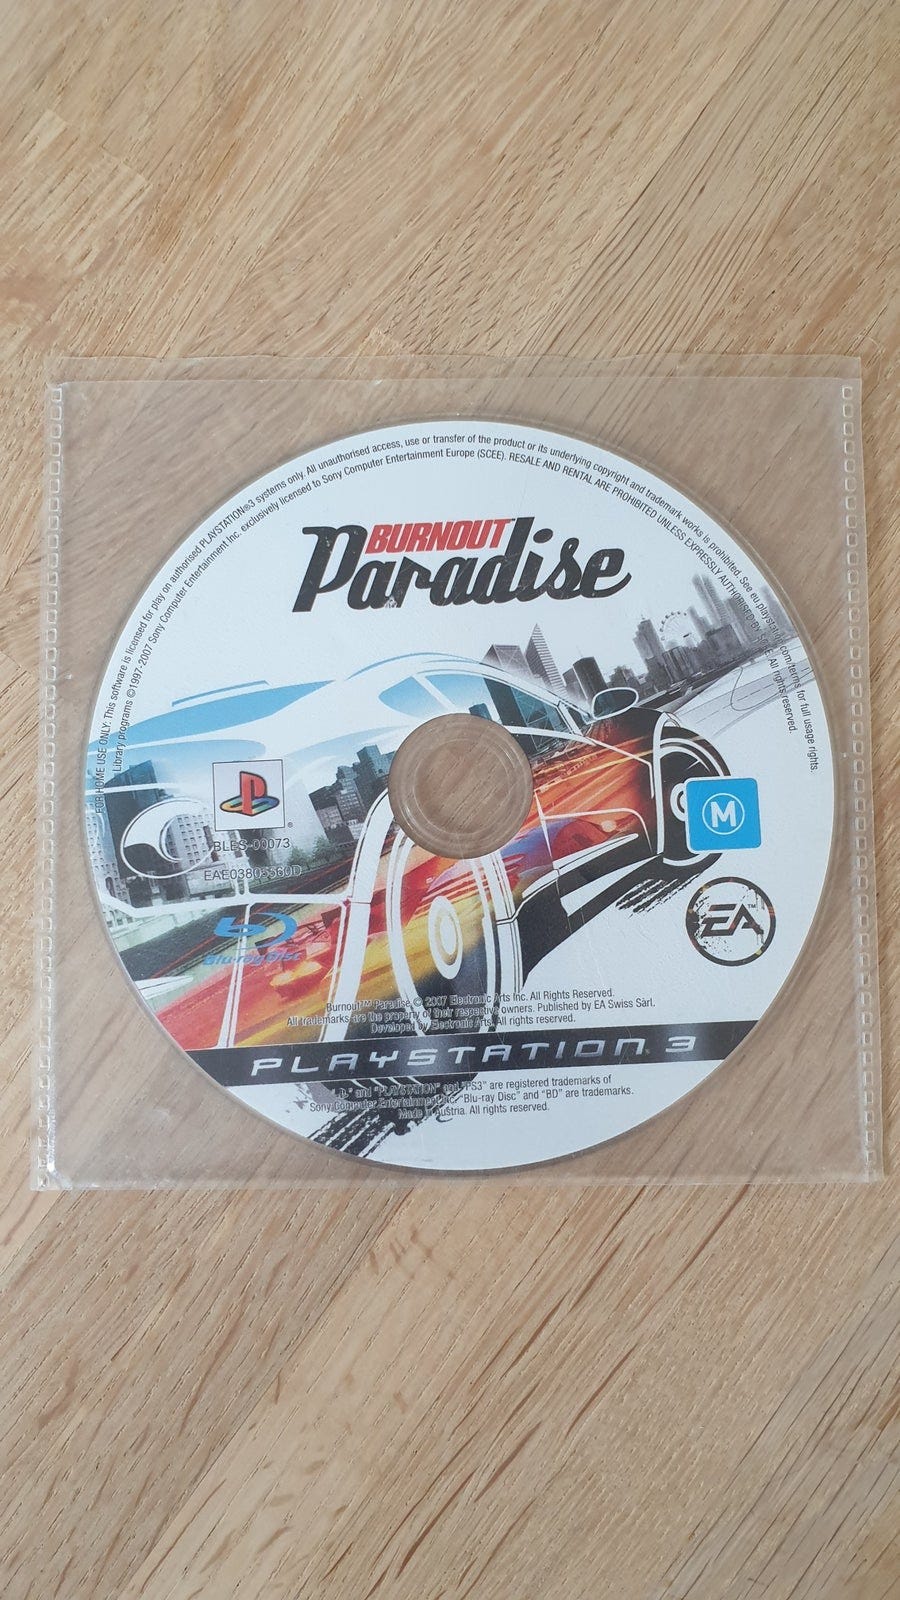 FOR HOME USE ONLY: This software is licensed for play on authorised PLAYSTATION®3 systems only. All unauthorised access, use or transfer of the product or its underlying copyright and trademark works is prohibited. See eu.playstation.com/terms for full usage rights.
Library programs ©1997-2007 Sony Computer Entertainment Inc. exclusively licensed to Sony Computer Entertainment Europe (SCEE). RESALE AND RENTAL ARE PROHIBITED UNLESS EXPRESSLY AUTHORISED BY SCEE. All rights reserved.
BURNOUT™
Paradise
®
BLES-00073
EAE0380-5560D
M
EA™
Blu-ray Disc
Burnout™ Paradise © 2007 Electronic Arts Inc. All Rights Reserved.
All trademarks are the property of their respective owners. Published by EA Swiss Sàrl.
Developed by Electronic Arts. All rights reserved.
PLAYSTATION 3
and "PLAYSTATION" and "PS3" are registered trademarks of
Sony Computer Entertainment Inc. "Blu-ray Disc" and "BD" are trademarks.
Made in Austria. All rights reserved.